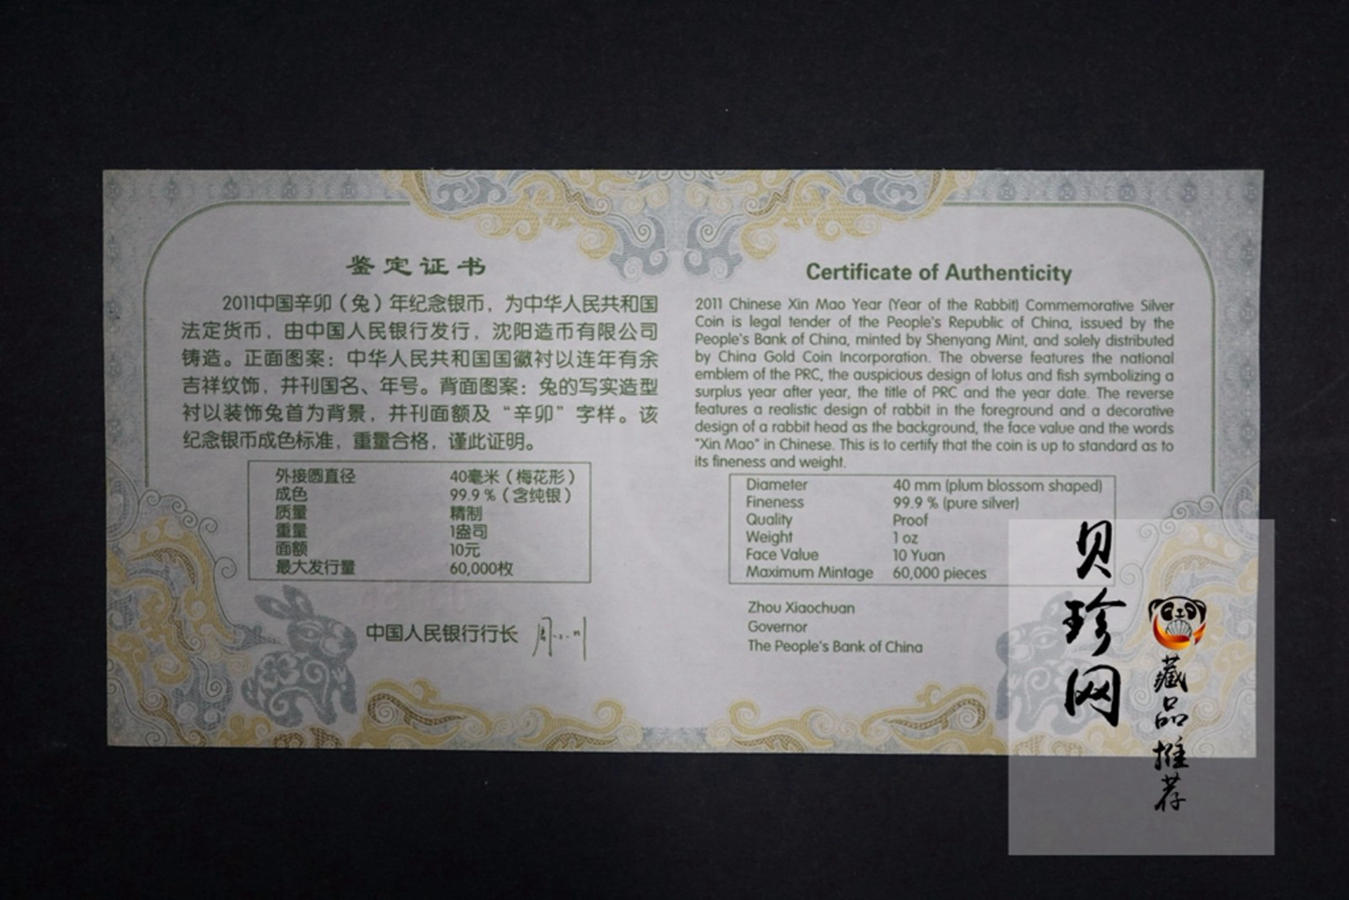 鉴定证书
2011中国辛卯（兔）年纪念银币，为中华人民共和国
法定货币，由中国人民银行发行，沈阳造币有限公司
铸造。正面图案：中华人民共和国国徽衬以连年有余
吉祥纹饰，并刊国名、年号。背面图案：兔的写实造型
衬以装饰兔首为背景，并刊面额及“辛卯”字样。该
纪念银币成色标准，重量合格，谨此证明。
外接圆直径 40毫米（梅花形）
成色 99.9％（含纯银）
质量 精制
重量 1盎司
面额 10元
最大发行量 60,000枚
中国人民银行行长
Certificate of Authenticity
2011 Chinese Xin Mao Year (Year of the Rabbit) Commemorative Silver
Coin is legal tender of the People's Republic of China, issued by the
People's Bank of China, minted by Shenyang Mint, and solely distributed
by China Gold Coin Incorporation. The obverse features the national
emblem of the PRC, the auspicious design of lotus and fish symbolizing a
surplus year after year, the title of PRC and the year date. The reverse
features a realistic design of rabbit in the foreground and a decorative
design of a rabbit head as the background, the face value and the words
"Xin Mao" in Chinese. This is to certify that the coin is up to standard as to
its fineness and weight.
Diameter 40 mm (plum blossom shaped)
Fineness 99.9 % (pure silver)
Quality Proof
Weight 1 oz
Face Value 10 Yuan
Maximum Mintage 60,000 pieces
Zhou Xiaochuan
Governor
The People's Bank of China
贝珍网
藏品推荐